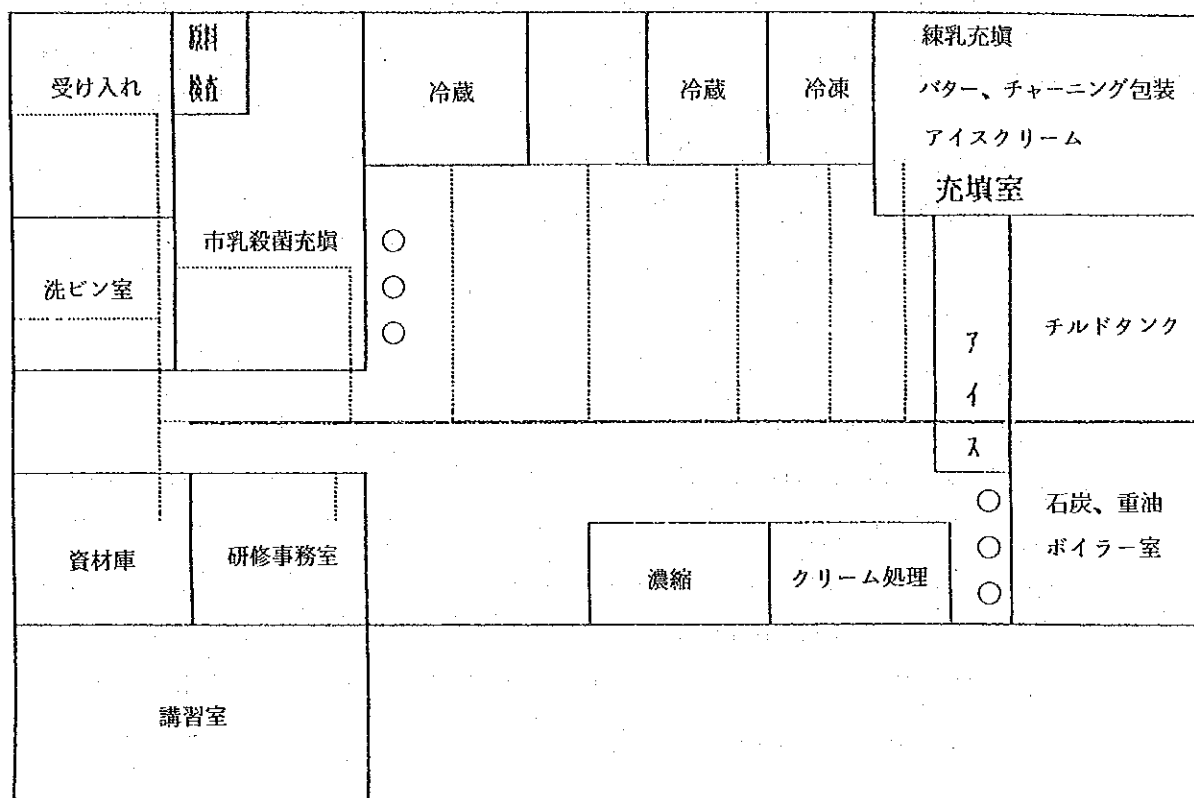 受け入れ
原料
検査
冷蔵
冷蔵
冷凍
練乳充塡
バター、チャーニング包装
アイスクリーム
充填室
洗ビン室
市乳殺菌充塡
アイス
チルドタンク
資材庫
研修事務室
濃縮
クリーム処理
石炭、重油
ボイラー室
講習室